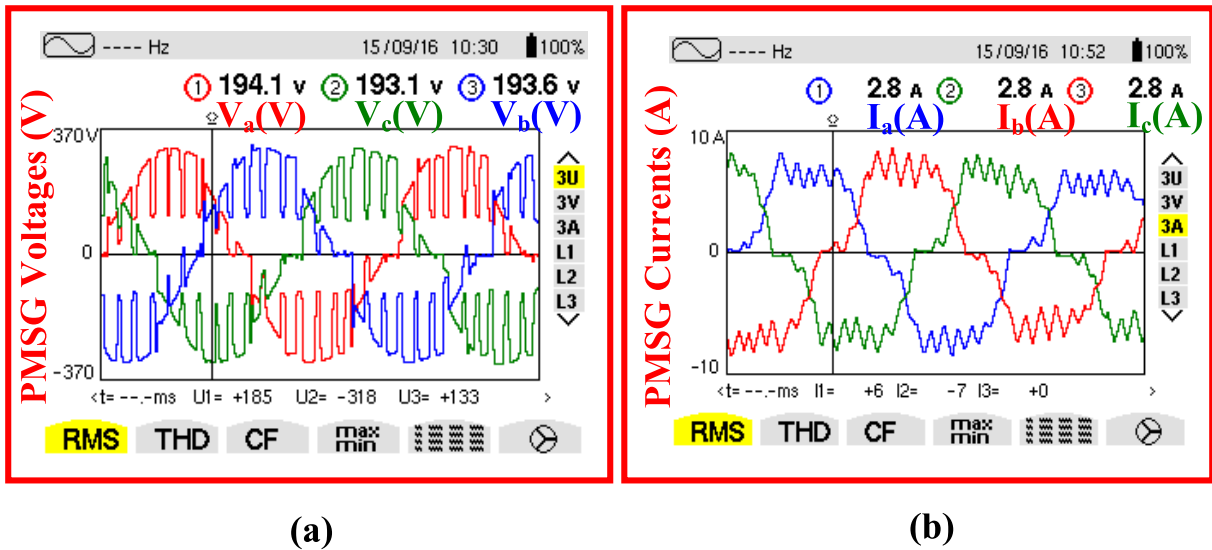 ---- Hz 15/09/16 10:30 100%
1 194.1 v 2 193.1 v 3 193.6 v
Va(V) Vc(V) Vb(V)
PMSG Voltages (V)
370V
0
-370
3U
3V
3A
L1
L2
L3
<t= --.-ms U1= +185 U2= -318 U3= +133 >
RMS THD CF max min
(a)
---- Hz 15/09/16 10:52 100%
1 2.8 A 2 2.8 A 3 2.8 A
Ia(A) Ib(A) Ic(A)
PMSG Currents (A)
10A
0
-10
3U
3V
3A
L1
L2
L3
<t= --.-ms I1= +6 I2= -7 I3= +0 >
RMS THD CF max min
(b)